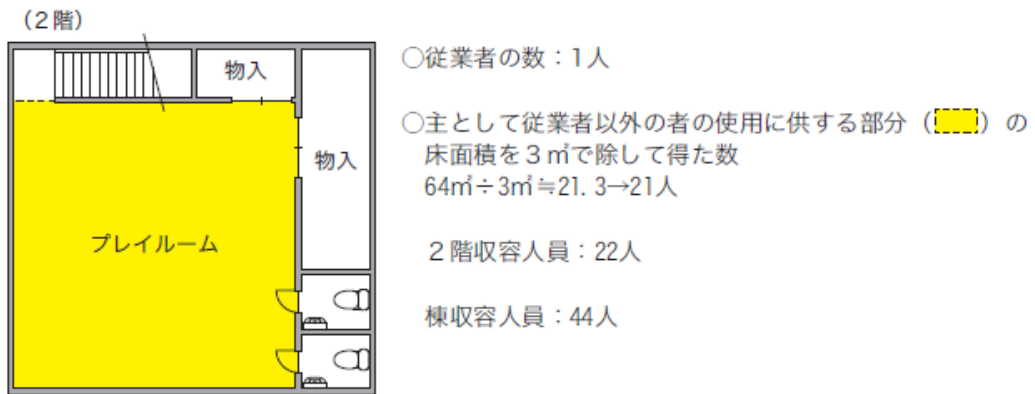 （２階）
物入
物入
プレイルーム
○従業者の数：1人
○主として従業者以外の者の使用に供する部分（　）の
床面積を３㎡で除して得た数
64㎡÷3㎡≒21. 3→21人
２階収容人員：22人
棟収容人員：44人